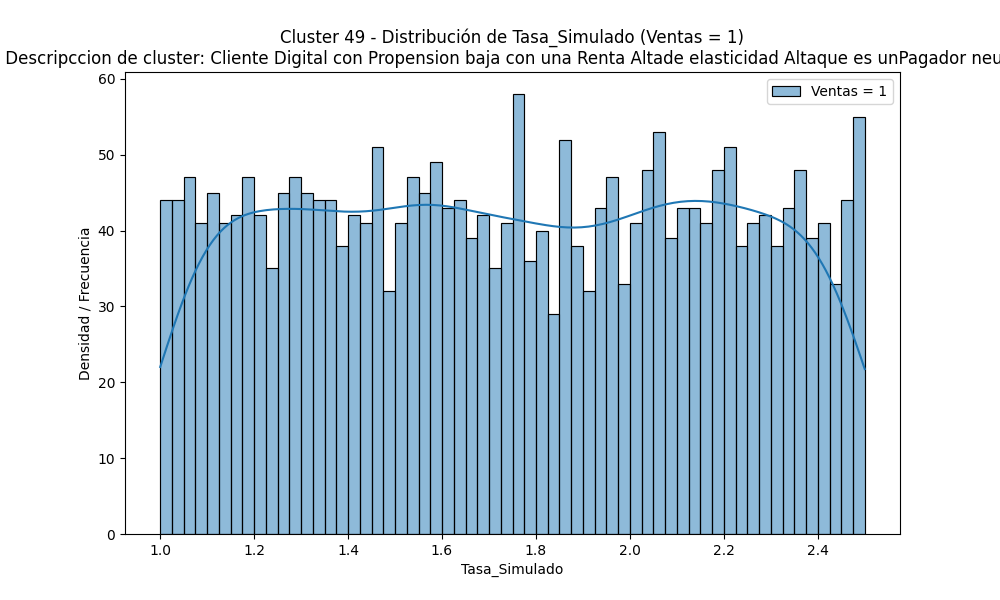 Cluster 49 - Distribución de Tasa_Simulado (Ventas = 1)
Descripccion de cluster: Cliente Digital con Propension baja con una Renta Altade elasticidad Altaque es unPagador neu
Ventas = 1
60
50
40
30
20
10
0
Densidad / Frecuencia
1.0 1.2 1.4 1.6 1.8 2.0 2.2 2.4
Tasa_Simulado